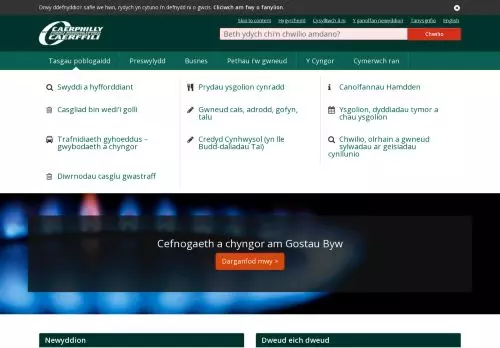 Drwy ddefnyddio'r safle we hwn, rydych yn cytuno i'n defnydd ni o gwcis. Cliciwch am fwy o fanylion.
Skip to content Hygyrchedd Cysylltwch â ni Y ganolfan newyddion Tanysgrifio English
CAERPHILLY
CAERFFILI
Beth ydych chi'n chwilio amdano? Chwilio
Tasgau poblogaidd Preswylydd Busnes Pethau i'w gwneud Y Cyngor Cymerwch ran
Swyddi a hyfforddiant
Prydau ysgolion cynradd
Canolfannau Hamdden
Casgliad bin wedi'i golli
Gwneud cais, adrodd, gofyn,
talu
Ysgolion, dyddiadau tymor a
chau ysgolion
Trafnidiaeth gyhoeddus –
gwybodaeth a chyngor
Credyd Cynhwysol (yn lle
Budd-daliadau Tai)
Chwilio, olrhain a gwneud
sylwadau ar geisiadau
cynllunio
Diwrnodau casglu gwastraff
Cefnogaeth a chyngor am Gostau Byw
Darganfod mwy >
Newyddion
Dweud eich dweud